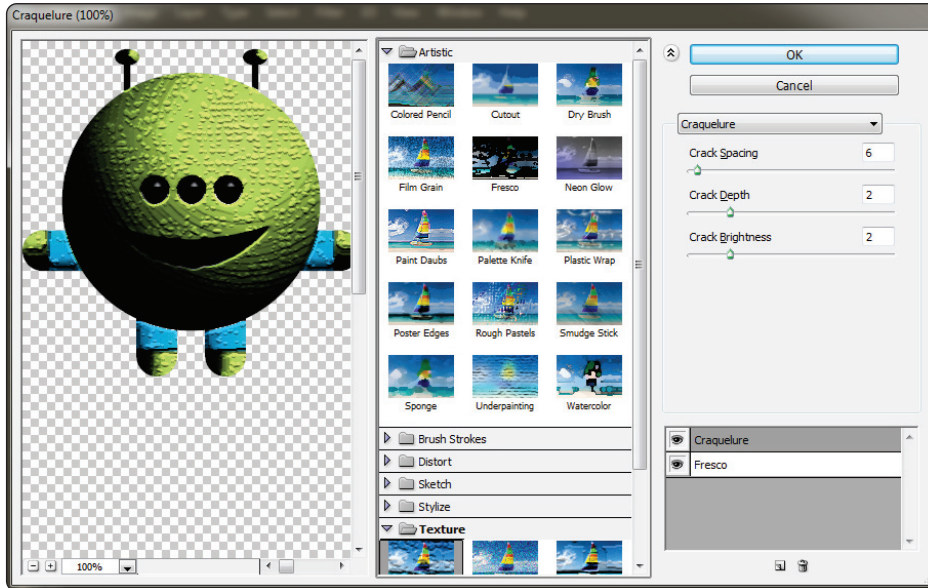 Craquelure (100%)
Artistic
Colored Pencil
Cutout
Dry Brush
Film Grain
Fresco
Neon Glow
Paint Daubs
Palette Knife
Plastic Wrap
Poster Edges
Rough Pastels
Smudge Stick
Sponge
Underpainting
Watercolor
Brush Strokes
Distort
Sketch
Stylize
Texture
100%
OK
Cancel
Craquelure
Crack Spacing 6
Crack Depth 2
Crack Brightness 2
Craquelure
Fresco